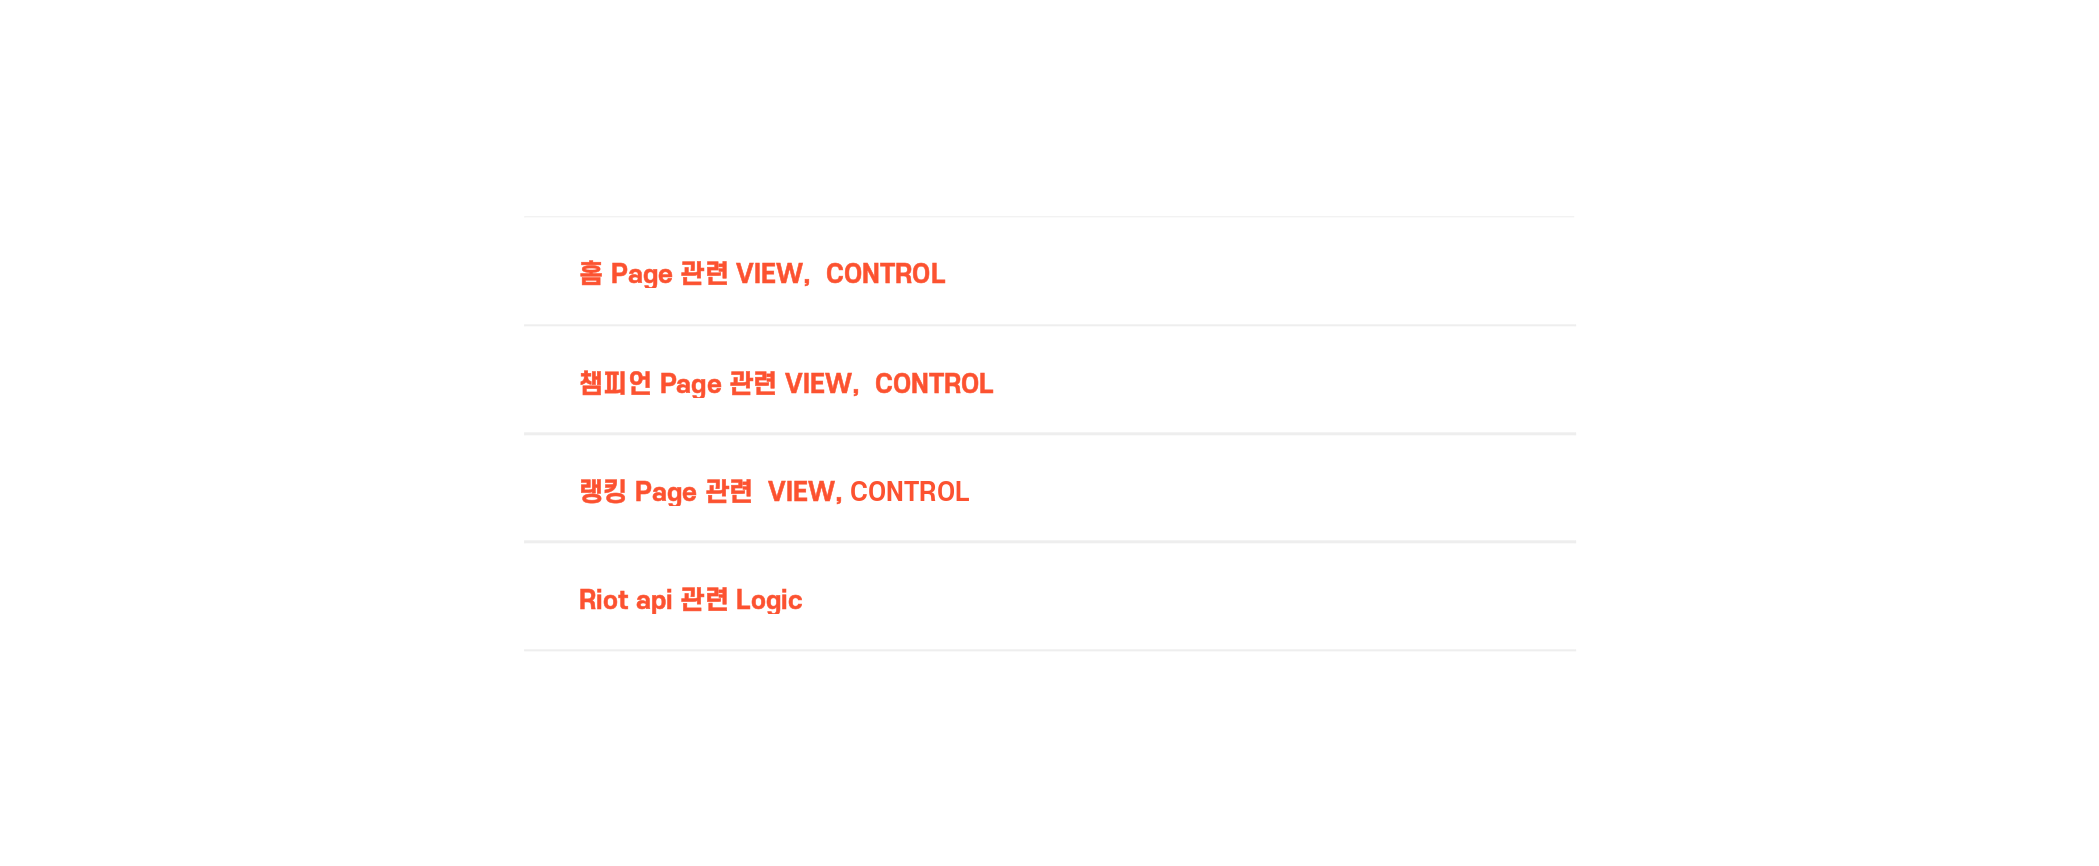 홈 Page 관련 VIEW,  CONTROL
챔피언 Page 관련 VIEW,  CONTROL
랭킹 Page 관련  VIEW, CONTROL
Riot api 관련 Logic